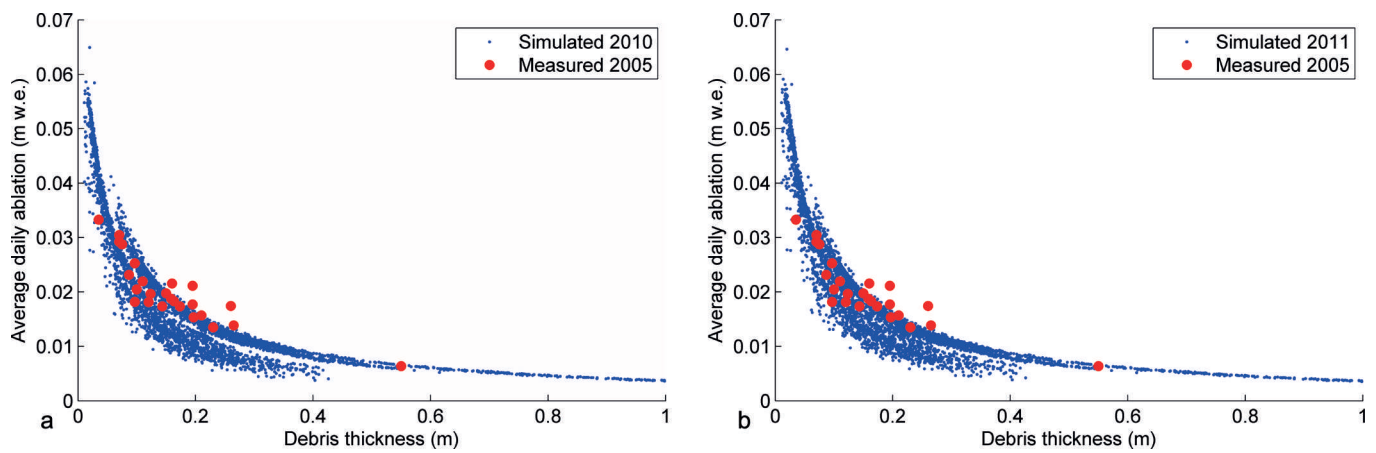 0.07
0.06
0.05
0.04
0.03
0.02
0.01
0
Average daily ablation (m w.e.)
Simulated 2010
Measured 2005
0 0.2 0.4 0.6 0.8 1
Debris thickness (m)
a
0.07
0.06
0.05
0.04
0.03
0.02
0.01
0
Average daily ablation (m w.e.)
Simulated 2011
Measured 2005
0 0.2 0.4 0.6 0.8 1
Debris thickness (m)
b